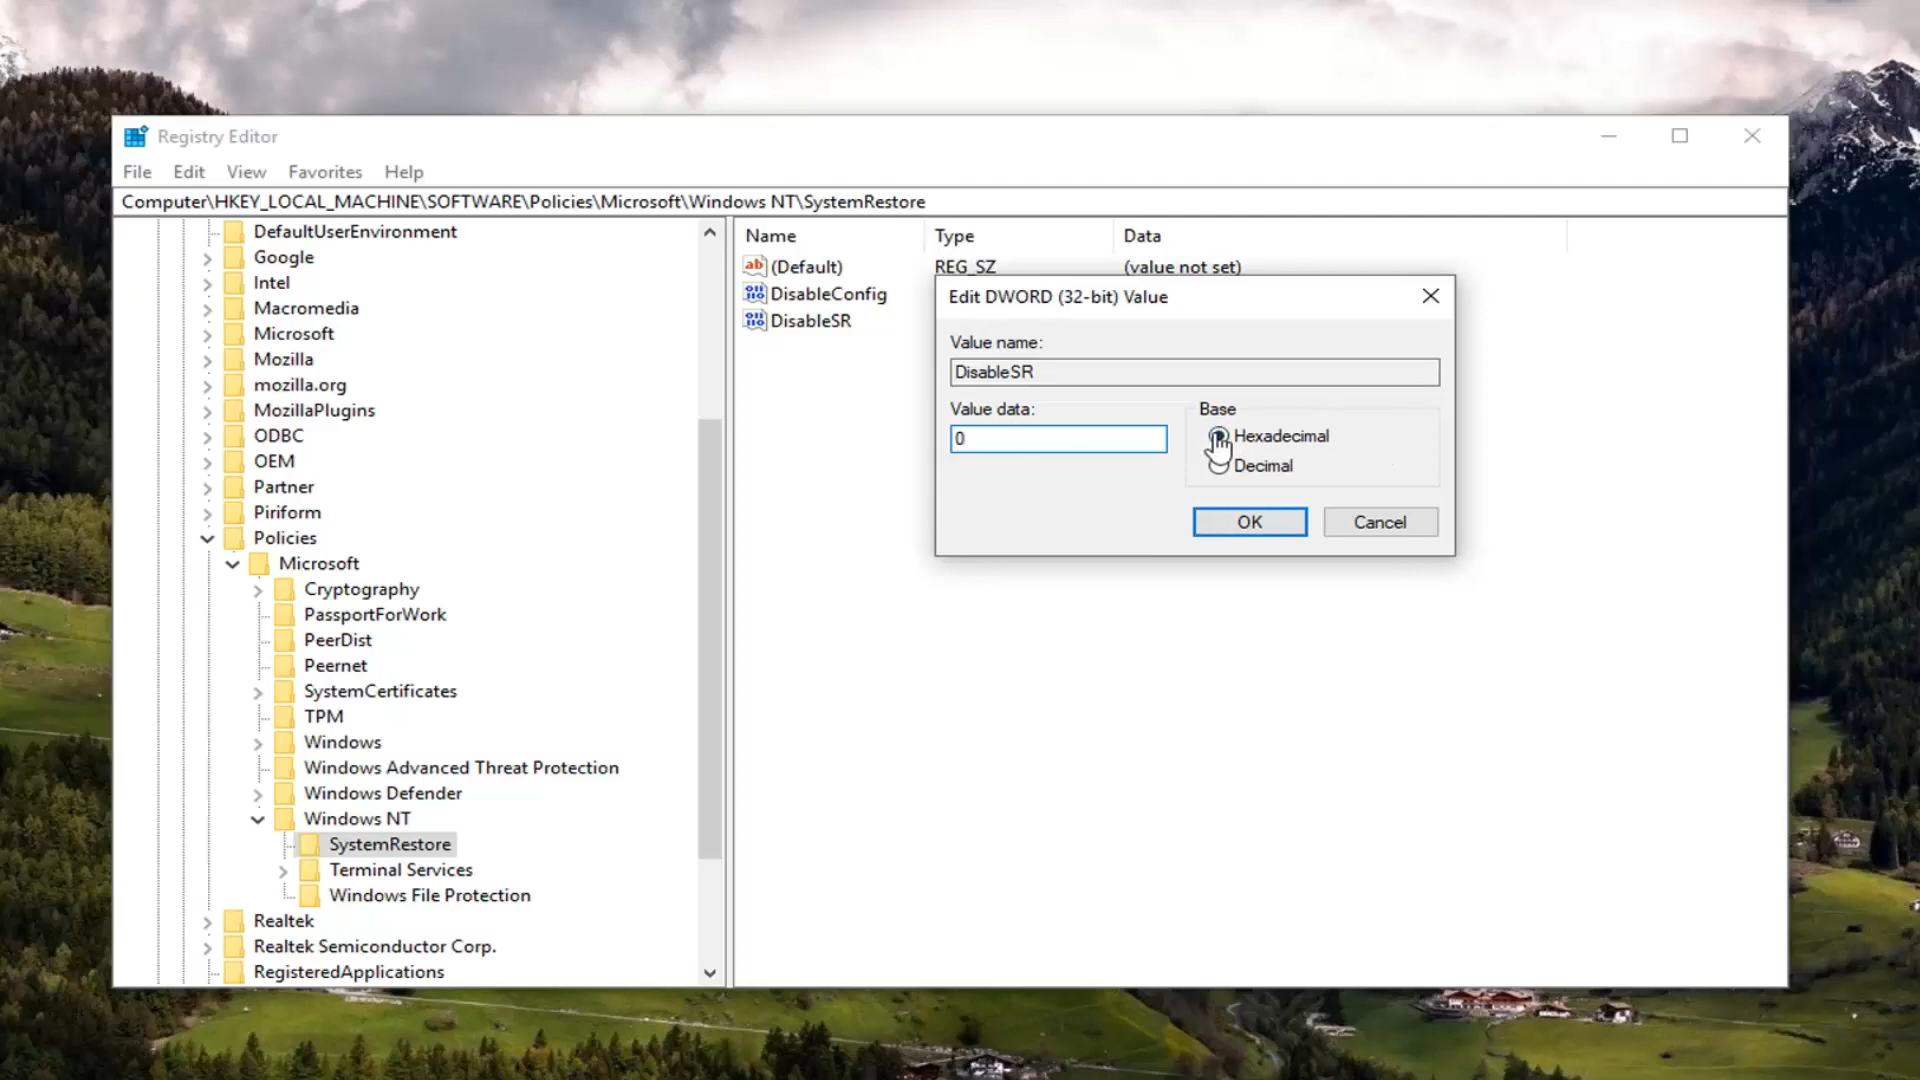 Registry Editor
File Edit View Favorites Help
Computer\HKEY_LOCAL_MACHINE\SOFTWARE\Policies\Microsoft\Windows NT\SystemRestore
DefaultUserEnvironment
Google
Intel
Macromedia
Microsoft
Mozilla
mozilla.org
MozillaPlugins
ODBC
OEM
Partner
Piriform
Policies
Microsoft
Cryptography
PassportForWork
PeerDist
Peernet
SystemCertificates
TPM
Windows
Windows Advanced Threat Protection
Windows Defender
Windows NT
SystemRestore
Terminal Services
Windows File Protection
Realtek
Realtek Semiconductor Corp.
RegisteredApplications
Name Type Data
(Default) REG_SZ (value not set)
DisableConfig
DisableSR
Edit DWORD (32-bit) Value
Value name:
DisableSR
Value data: Base
0 Hexadecimal
Decimal
OK Cancel